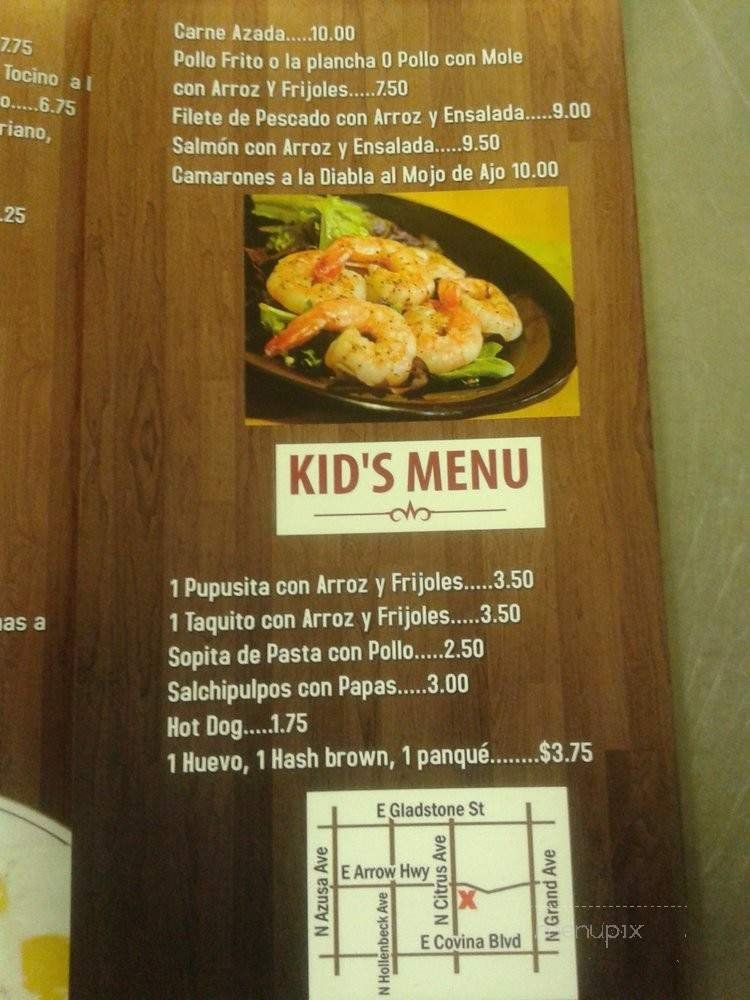 7.75
Tocino a l
o.....6.75
riano,
.25
nas a
Carne Azada.....10.00
Pollo Frito o la plancha O Pollo con Mole
con Arroz Y Frijoles.....7.50
Filete de Pescado con Arroz y Ensalada.....9.00
Salmón con Arroz y Ensalada.....9.50
Camarones a la Diabla al Mojo de Ajo 10.00
KID'S MENU
1 Pupusita con Arroz y Frijoles.....3.50
1 Taquito con Arroz y Frijoles.....3.50
Sopita de Pasta con Pollo.....2.50
Salchipulpos con Papas.....3.00
Hot Dog.....1.75
1 Huevo, 1 Hash brown, 1 panqué........$3.75
E Gladstone St
N Azusa Ave
E Arrow Hwy
N Hollenbeck Ave
N Citrus Ave
X
N Grand Ave
E Covina Blvd
menupix